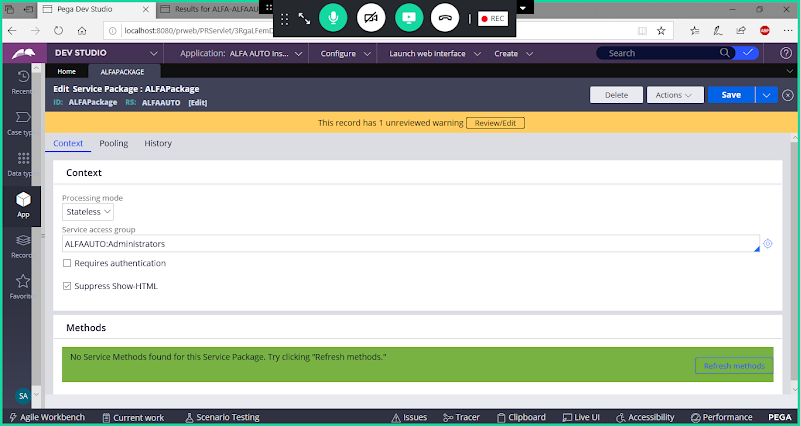 Pega Dev Studio
Results for ALFA-ALFAAU
REC
localhost:8080/prweb/PRServlet/3RgaLFemD
ABP
DEV STUDIO
Application: ALFA AUTO Ins...
Configure
Launch web interface
Create
Search
Home
ALFAPACKAGE
Recent
Edit Service Package : ALFAPackage
ID: ALFAPackage RS: ALFAAUTO [Edit]
Delete
Actions
Save
This record has 1 unreviewed warning
Review/Edit
Case typ
Context
Pooling
History
Data typ
Context
Processing mode
Stateless
App
Service access group
ALFAAUTO:Administrators
Record
Requires authentication
Suppress Show-HTML
Favorit
Methods
No Service Methods found for this Service Package. Try clicking "Refresh methods."
Refresh methods
SA
Agile Workbench
Current work
Scenario Testing
Issues
Tracer
Clipboard
Live UI
Accessibility
Performance
PEGA